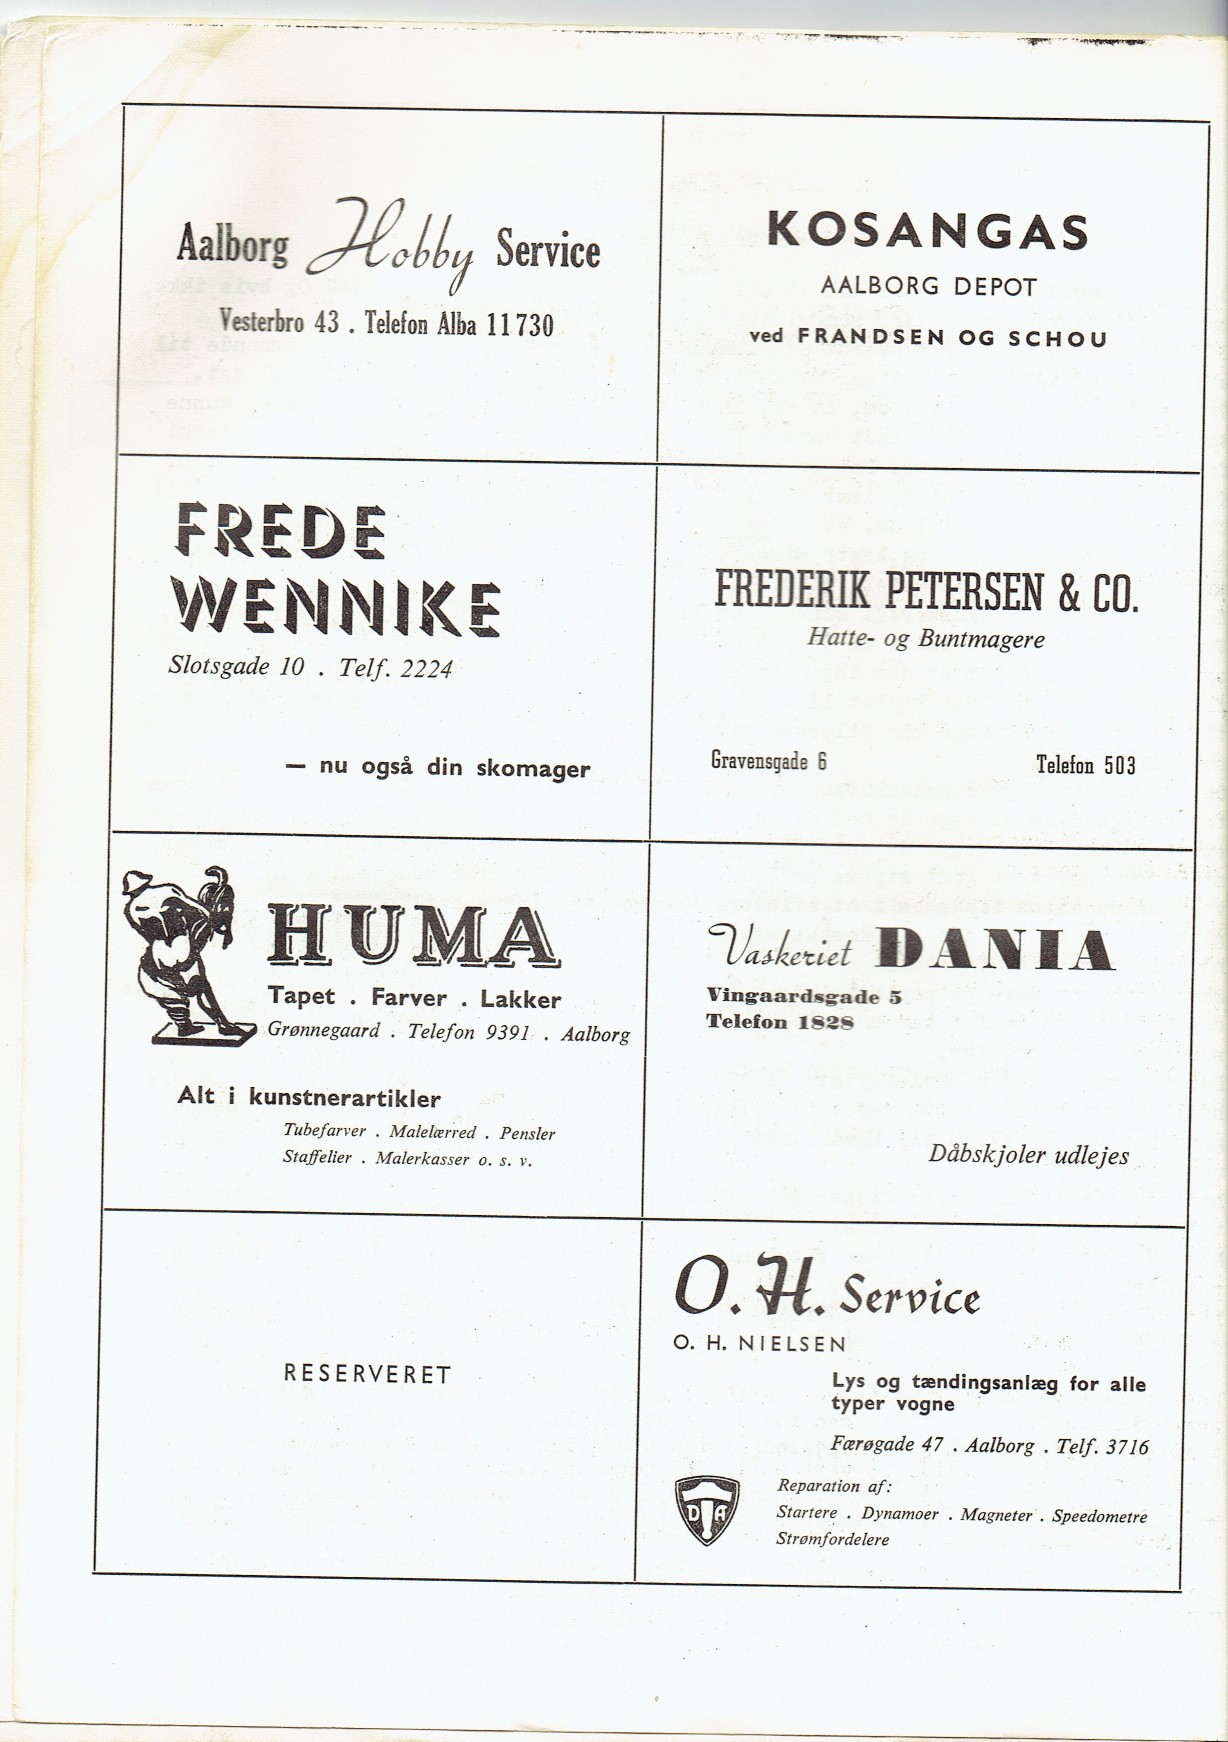 Aalborg Hobby Service
Vesterbro 43 . Telefon Alba 11730
KOSANGAS
AALBORG DEPOT
ved FRANDSEN OG SCHOU
FREDE
WENNIKE
Slotsgade 10 . Telf. 2224
— nu også din skomager
FREDERIK PETERSEN & CO.
Hatte- og Buntmagere
Gravensgade 6 Telefon 503
HUMA
Tapet . Farver . Lakker
Grønnegaard . Telefon 9391 . Aalborg
Alt i kunstnerartikler
Tubefarver . Malelærred . Pensler
Staffelier . Malerkasser o. s. v.
Vaskeriet DANIA
Vingaardsgade 5
Telefon 1828
Dåbskjoler udlejes
RESERVERET
O. H. Service
O. H. NIELSEN
Lys og tændingsanlæg for alle
typer vogne
Færøgade 47 . Aalborg . Telf. 3716
DTA
Reparation af:
Startere . Dynamoer . Magneter . Speedometre
Strømfordelere